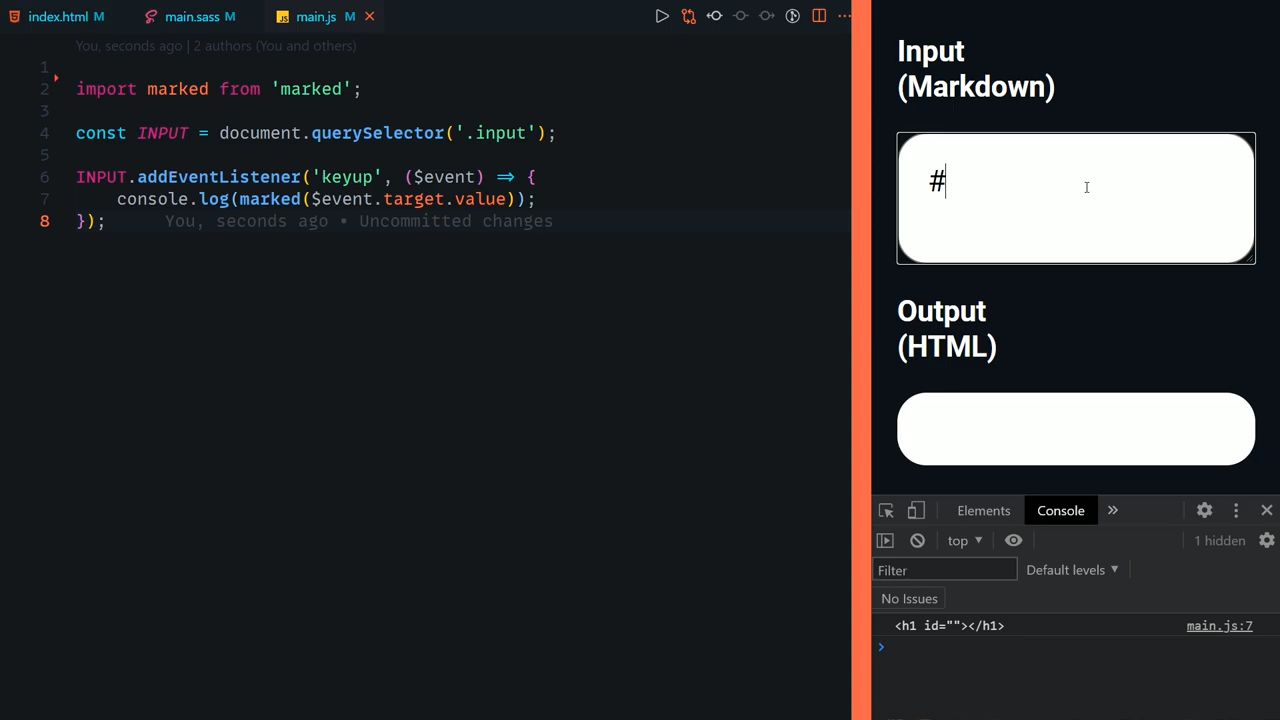 index.html M main.sass M main.js M
You, seconds ago | 2 authors (You and others)
1
2 import marked from 'marked';
3
4 const INPUT = document.querySelector('.input');
5
6 INPUT.addEventListener('keyup', ($event) => {
7 console.log(marked($event.target.value));
8 }); You, seconds ago • Uncommitted changes
Input
(Markdown)
#
Output
(HTML)
Elements Console »
top ▼ 1 hidden
Filter Default levels ▼
No Issues
<h1 id=""></h1> main.js:7